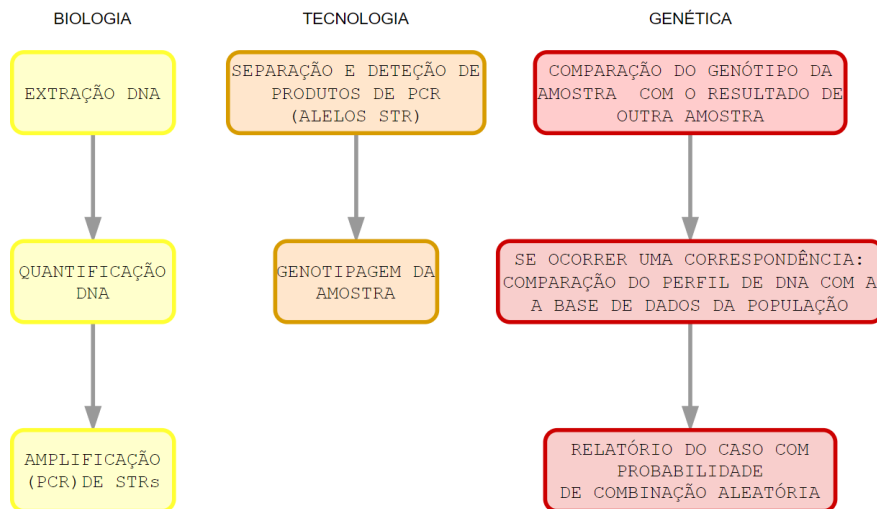 BIOLOGIA
TECNOLOGIA
GENÉTICA
EXTRAÇÃO DNA
SEPARAÇÃO E DETEÇÃO DE
PRODUTOS DE PCR
(ALELOS STR)
COMPARAÇÃO DO GENÓTIPO DA
AMOSTRA COM O RESULTADO DE
OUTRA AMOSTRA
QUANTIFICAÇÃO
DNA
GENOTIPAGEM DA
AMOSTRA
SE OCORRER UMA CORRESPONDÊNCIA:
COMPARAÇÃO DO PERFIL DE DNA COM A
A BASE DE DADOS DA POPULAÇÃO
AMPLIFICAÇÃO
(PCR)DE STRs
RELATÓRIO DO CASO COM
PROBABILIDADE
DE COMBINAÇÃO ALEATÓRIA